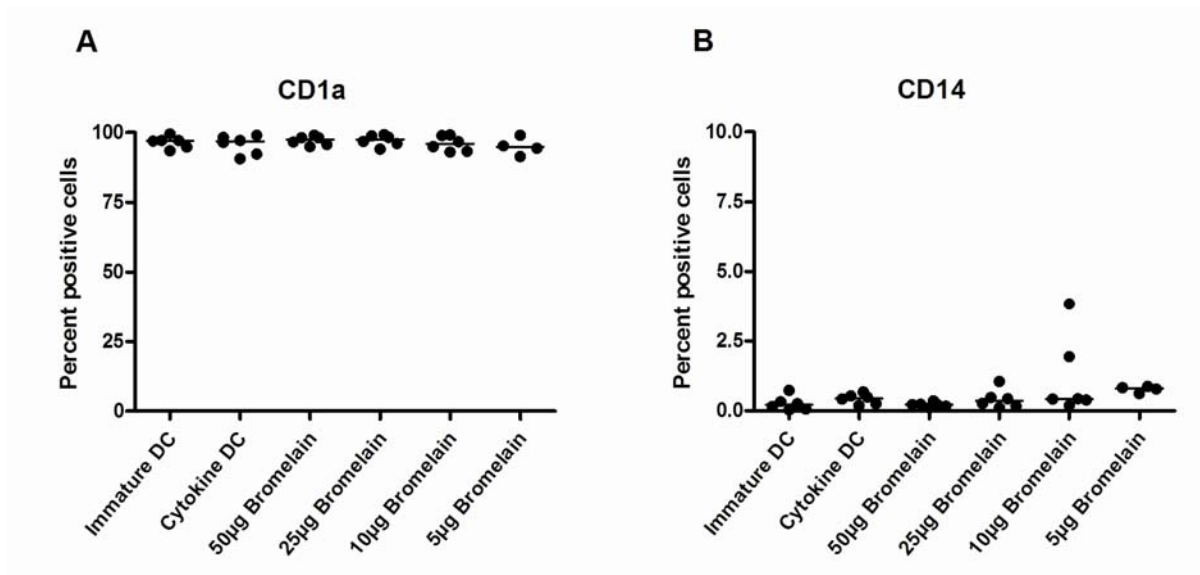 A
CD1a
Percent positive cells
100
75
50
25
0
Immature DC
Cytokine DC
50µg Bromelain
25µg Bromelain
10µg Bromelain
5µg Bromelain
B
CD14
Percent positive cells
10.0
7.5
5.0
2.5
0.0
Immature DC
Cytokine DC
50µg Bromelain
25µg Bromelain
10µg Bromelain
5µg Bromelain